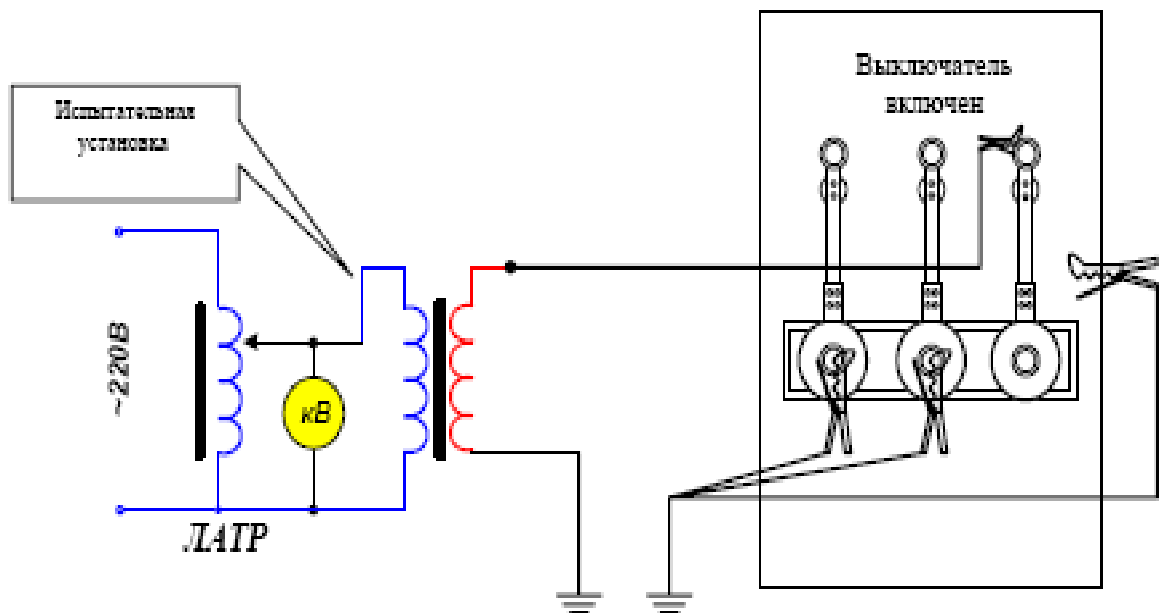 Выключатель
включен
Испытательная
установка
~220В
кВ
ЛАТР